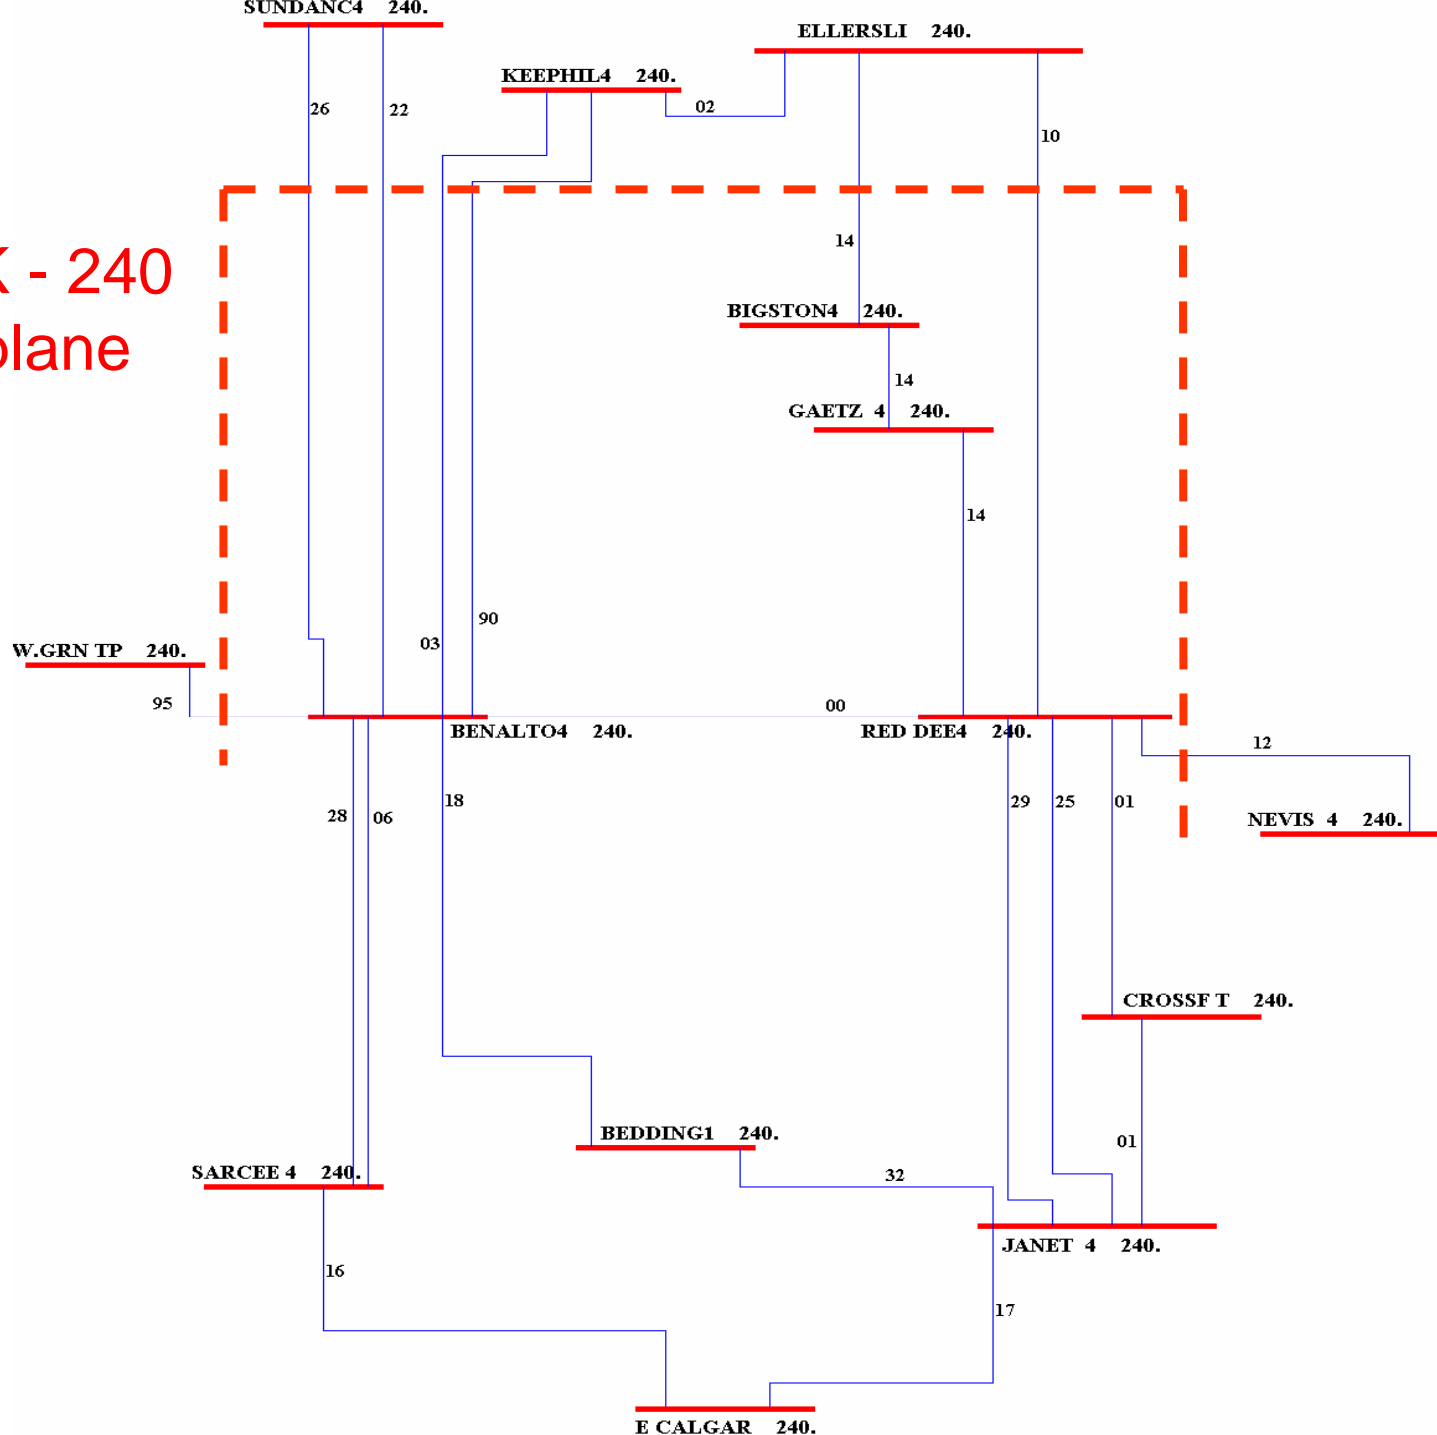 SUNDANC4 240.
ELLERSLI 240.
KEEPHIL4 240.
26
22
02
10
14
K - 240
plane
BIGSTON4 240.
14
GAETZ 4 240.
14
90
03
W.GRN TP 240.
95
00
BENALTO4 240.
RED DEE4 240.
12
28
06
18
29
25
01
NEVIS 4 240.
CROSSF T 240.
BEDDING1 240.
01
SARCEE 4 240.
32
JANET 4 240.
16
17
E CALGAR 240.